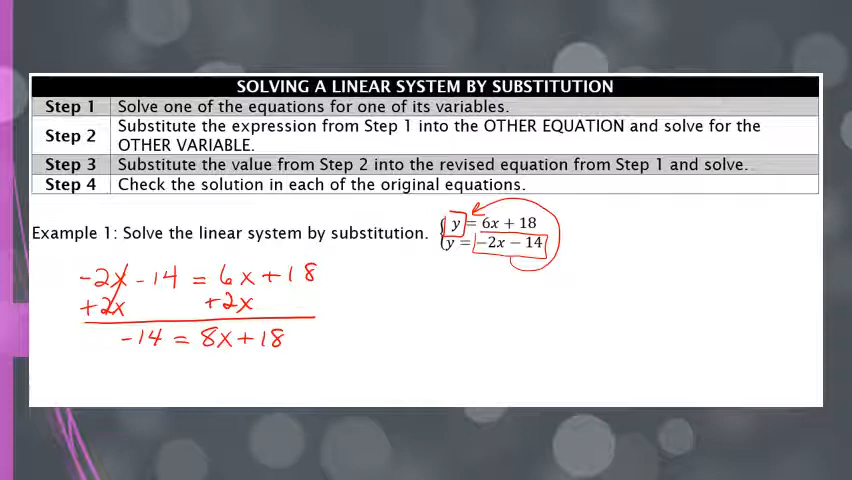 SOLVING A LINEAR SYSTEM BY SUBSTITUTION
Step 1 Solve one of the equations for one of its variables.
Step 2 Substitute the expression from Step 1 into the OTHER EQUATION and solve for the
OTHER VARIABLE.
Step 3 Substitute the value from Step 2 into the revised equation from Step 1 and solve.
Step 4 Check the solution in each of the original equations.
Example 1: Solve the linear system by substitution.
y = 6x + 18
y = −2x − 14
-2x - 14 = 6x + 18
+2x +2x
-14 = 8x + 18